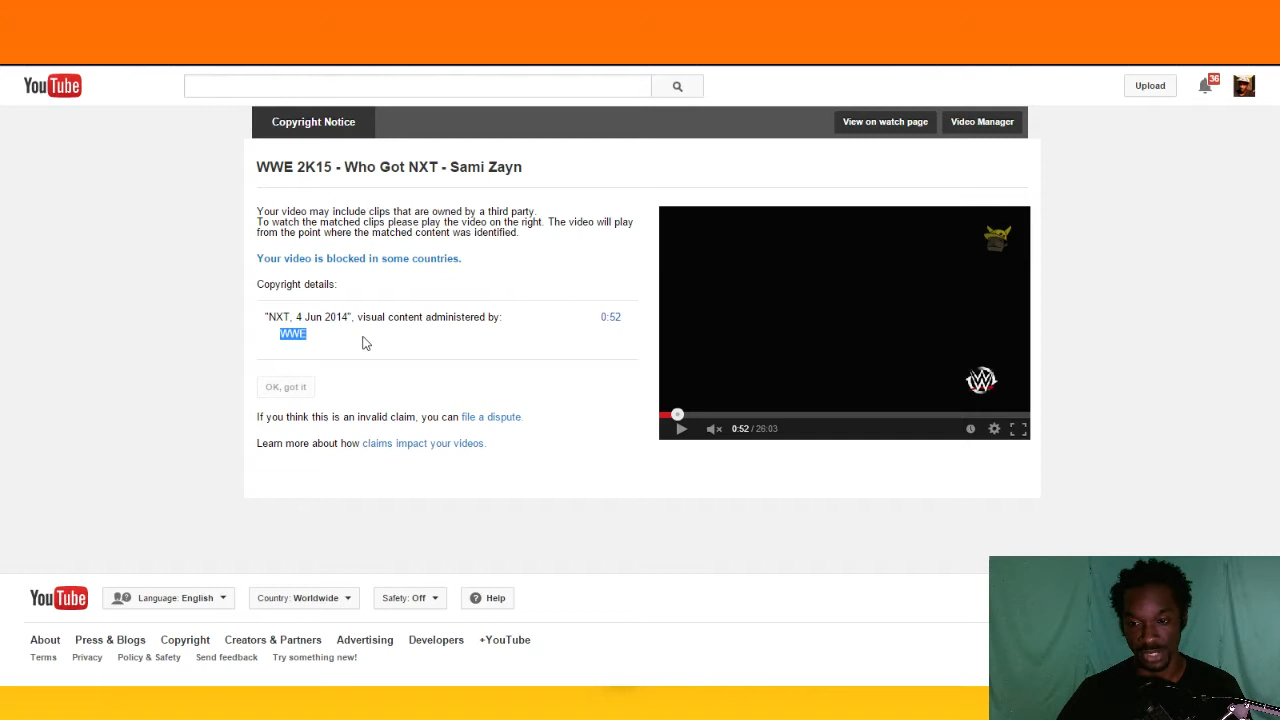 YouTube
Upload
36
Copyright Notice
View on watch page
Video Manager
WWE 2K15 - Who Got NXT - Sami Zayn
Your video may include clips that are owned by a third party.
To watch the matched clips please play the video on the right. The video will play
from the point where the matched content was identified.
Your video is blocked in some countries.
Copyright details:
"NXT, 4 Jun 2014", visual content administered by:
0:52
WWE
OK, got it
If you think this is an invalid claim, you can file a dispute.
Learn more about how claims impact your videos.
0:52 / 26:03
YouTube
Language: English
Country: Worldwide
Safety: Off
Help
About
Press & Blogs
Copyright
Creators & Partners
Advertising
Developers
+YouTube
Terms
Privacy
Policy & Safety
Send feedback
Try something new!